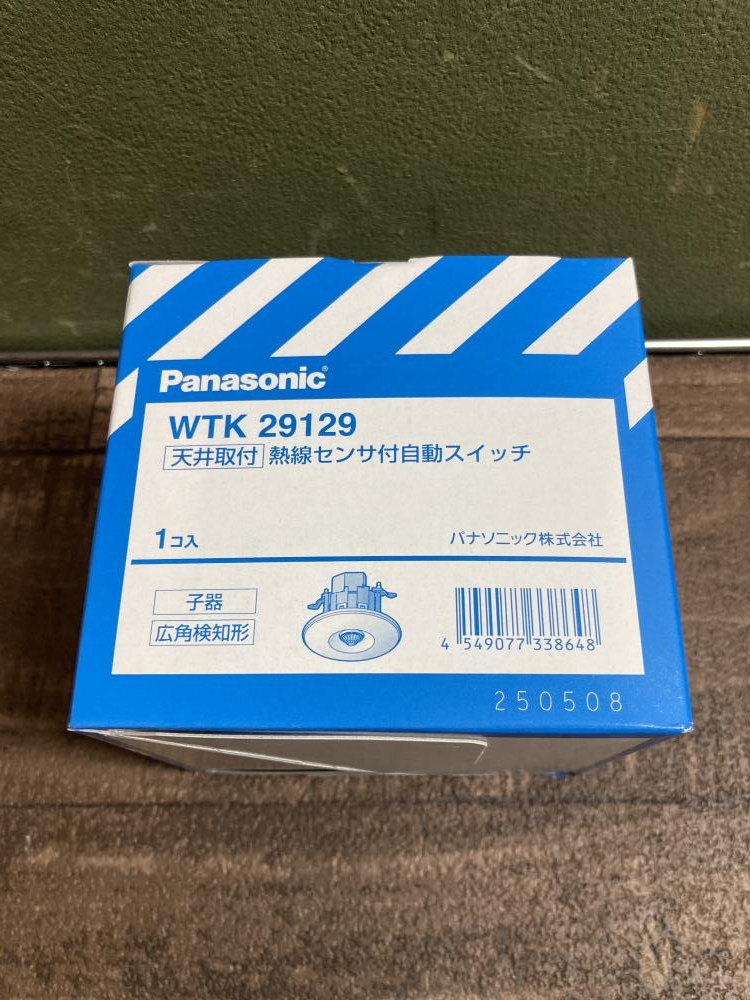 Panasonic®
WTK 29129
天井取付 熱線センサ付自動スイッチ
1コ入 パナソニック株式会社
子器
広角検知形
4 549077 338648
250508